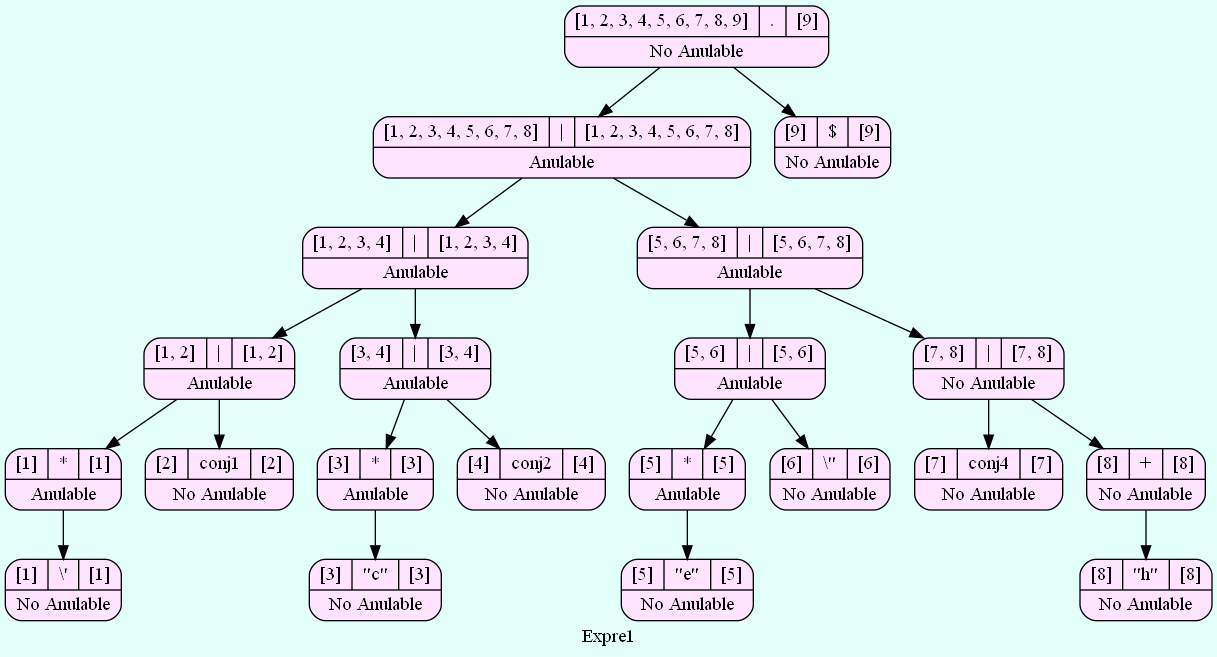 [1, 2, 3, 4, 5, 6, 7, 8, 9] | . | [9]
No Anulable
[1, 2, 3, 4, 5, 6, 7, 8] | | | [1, 2, 3, 4, 5, 6, 7, 8]
Anulable
[9] | $ | [9]
No Anulable
[1, 2, 3, 4] | | | [1, 2, 3, 4]
Anulable
[5, 6, 7, 8] | | | [5, 6, 7, 8]
Anulable
[1, 2] | | | [1, 2]
Anulable
[3, 4] | | | [3, 4]
Anulable
[5, 6] | | | [5, 6]
Anulable
[7, 8] | | | [7, 8]
No Anulable
[1] | * | [1]
Anulable
[2] | conj1 | [2]
No Anulable
[3] | * | [3]
Anulable
[4] | conj2 | [4]
No Anulable
[5] | * | [5]
Anulable
[6] | \" | [6]
No Anulable
[7] | conj4 | [7]
No Anulable
[8] | + | [8]
No Anulable
[1] | \' | [1]
No Anulable
[3] | "c" | [3]
No Anulable
[5] | "e" | [5]
No Anulable
[8] | "h" | [8]
No Anulable
Expre1